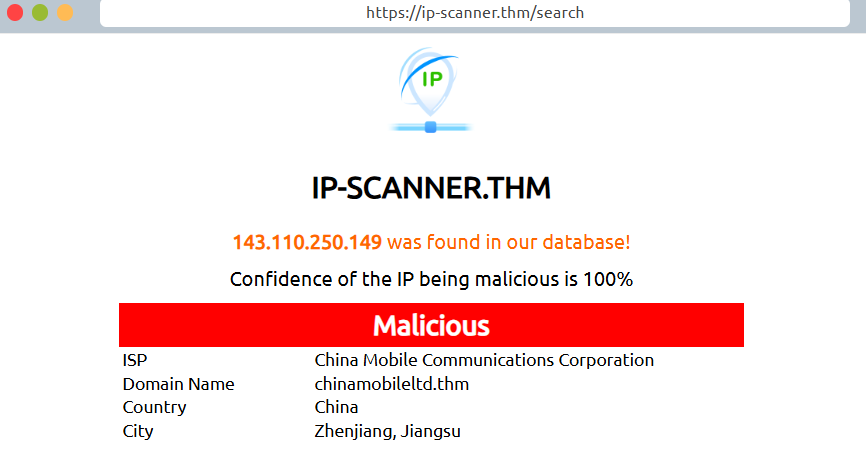 https://ip-scanner.thm/search
IP
IP-SCANNER.THM
143.110.250.149 was found in our database!
Confidence of the IP being malicious is 100%
Malicious
ISP China Mobile Communications Corporation
Domain Name chinamobileltd.thm
Country China
City Zhenjiang, Jiangsu